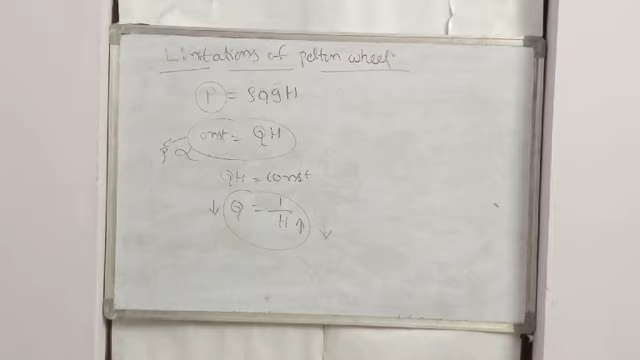 Limitations of pelton wheel
P = ρQgH
const = QH
P α
QH = const
↓ Q = 1/H ↑ ↓